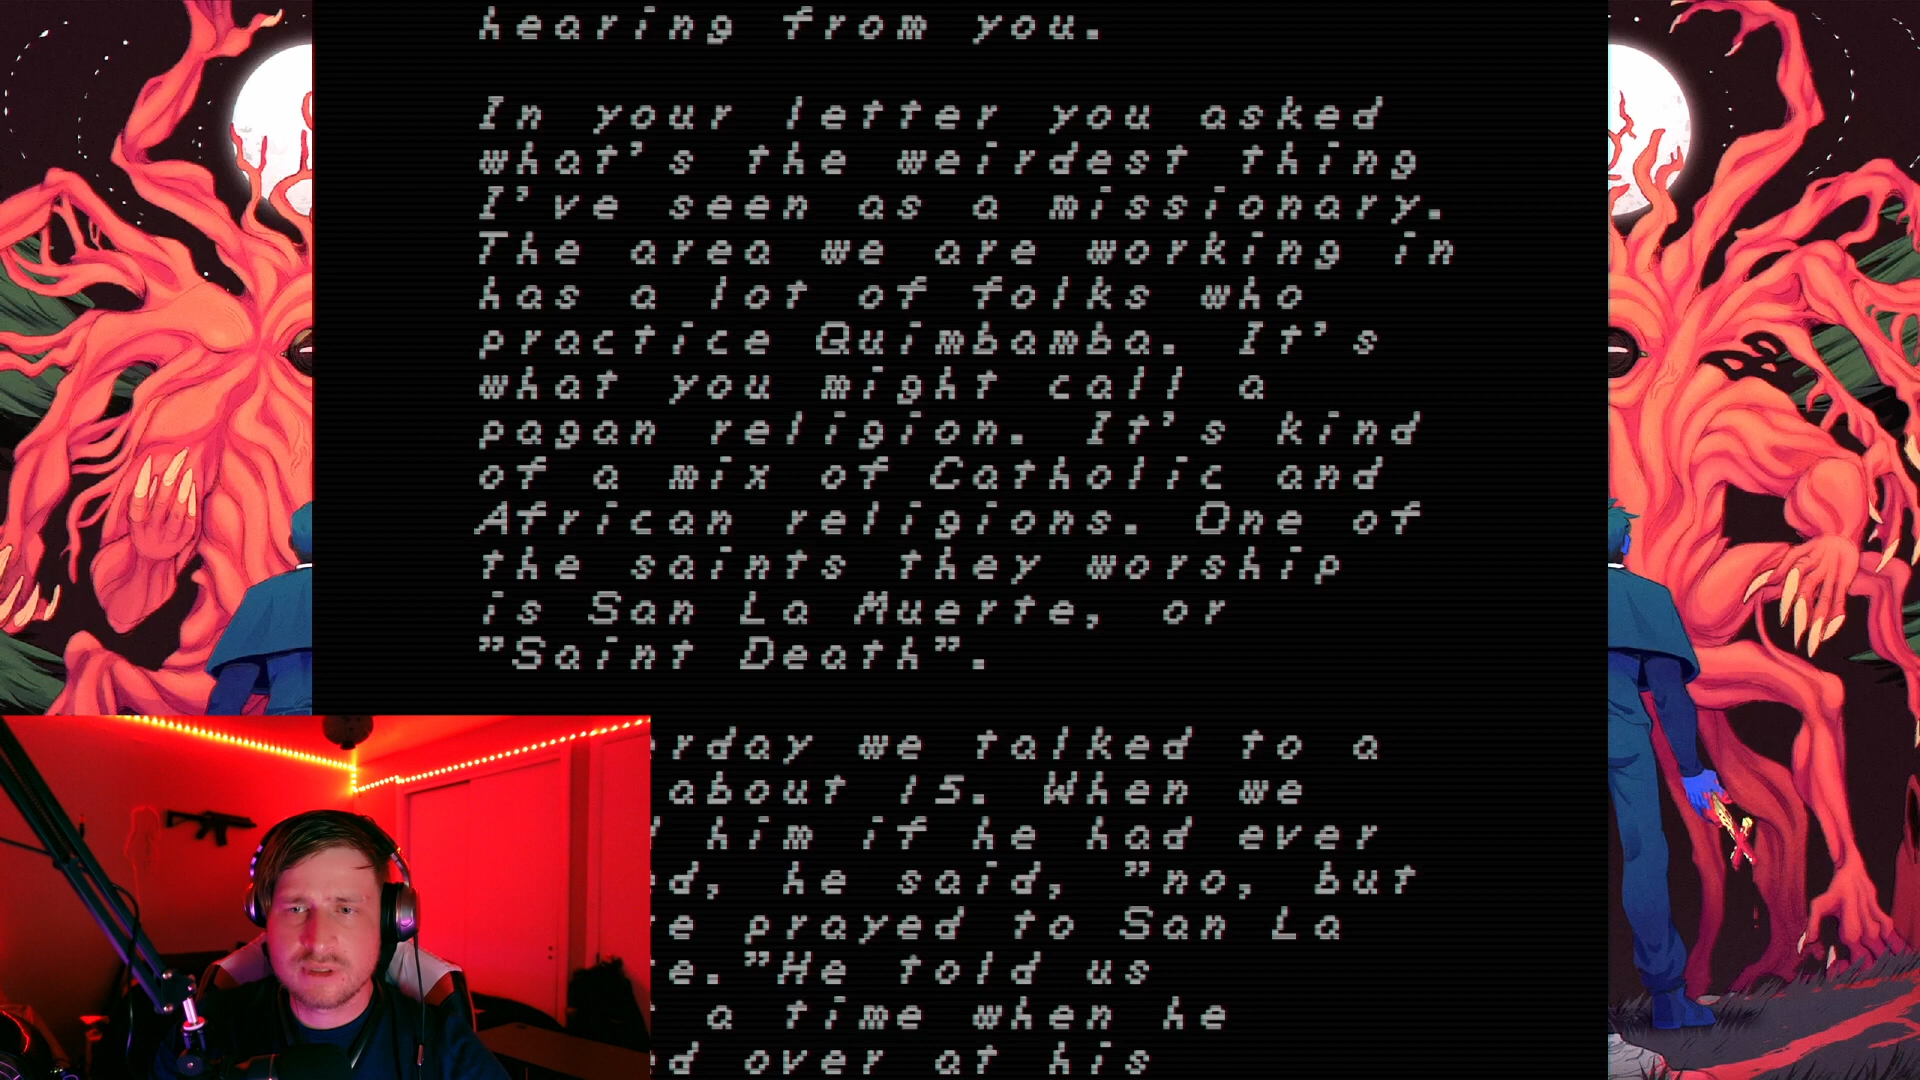 hearing from you.
In your letter you asked
what's the weirdest thing
I've seen as a missionary.
The area we are working in
has a lot of folks who
practice Quimbamba. It's
what you might call a
pagan religion. It's kind
of a mix of Catholic and
African religions. One of
the saints they worship
is San La Muerte, or
"Saint Death".
we talked to a
about 15. When we
him if he had ever
he said, "no, but
prayed to San La
"He told us
a time when he
over at his